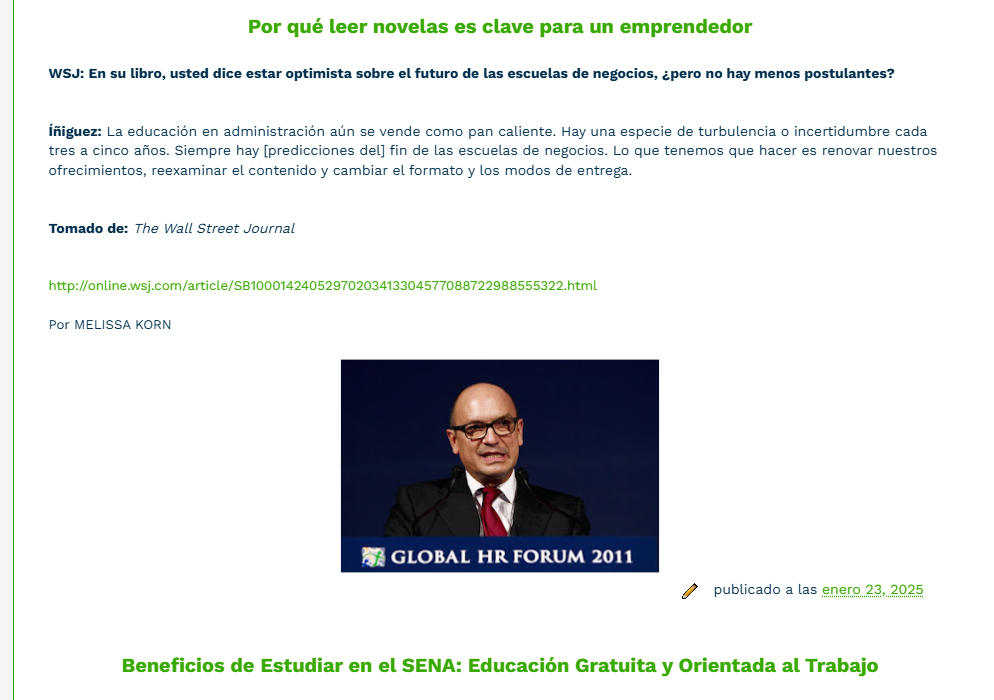 Por qué leer novelas es clave para un emprendedor
WSJ: En su libro, usted dice estar optimista sobre el futuro de las escuelas de negocios, ¿pero no hay menos postulantes?
Íñiguez: La educación en administración aún se vende como pan caliente. Hay una especie de turbulencia o incertidumbre cada
tres a cinco años. Siempre hay [predicciones del] fin de las escuelas de negocios. Lo que tenemos que hacer es renovar nuestros
ofrecimientos, reexaminar el contenido y cambiar el formato y los modos de entrega.
Tomado de: The Wall Street Journal
http://online.wsj.com/article/SB10001424052970203413304577088722988555322.html
Por MELISSA KORN
GLOBAL HR FORUM 2011
publicado a las enero 23, 2025
Beneficios de Estudiar en el SENA: Educación Gratuita y Orientada al Trabajo